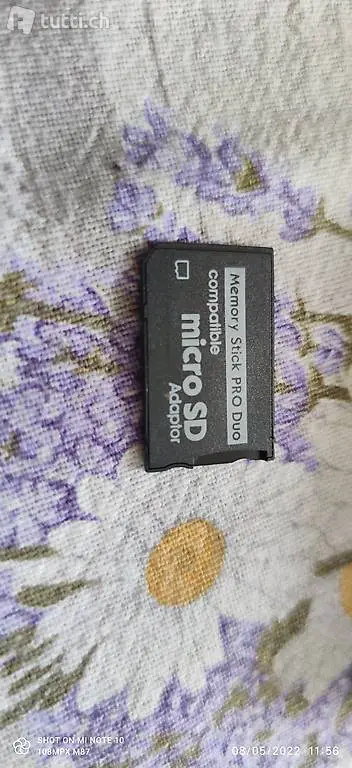 tutti.ch
Memory Stick PRO Duo
compatible
micro SD
Adaptor
SHOT ON MI NOTE 10
108MPX M87
08/05/2022 11:56